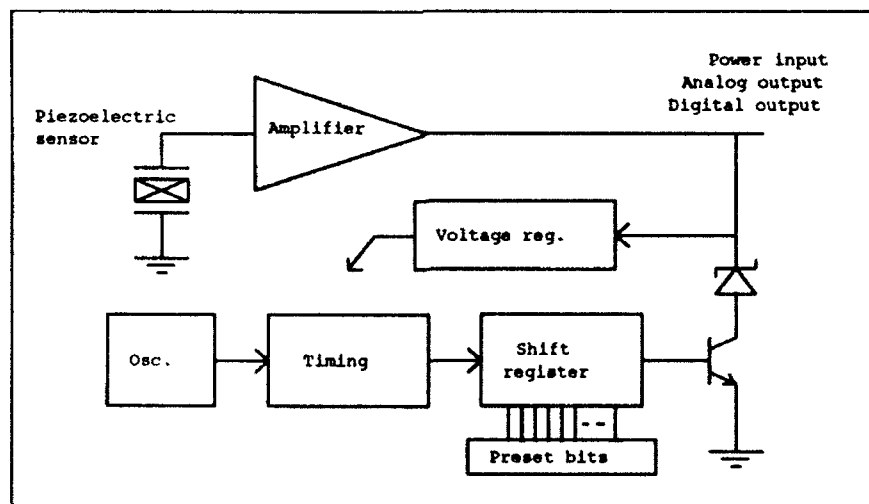 Power input
Analog output
Digital output
Piezoelectric
sensor
Amplifier
Voltage reg.
Osc.
Timing
Shift
register
Preset bits